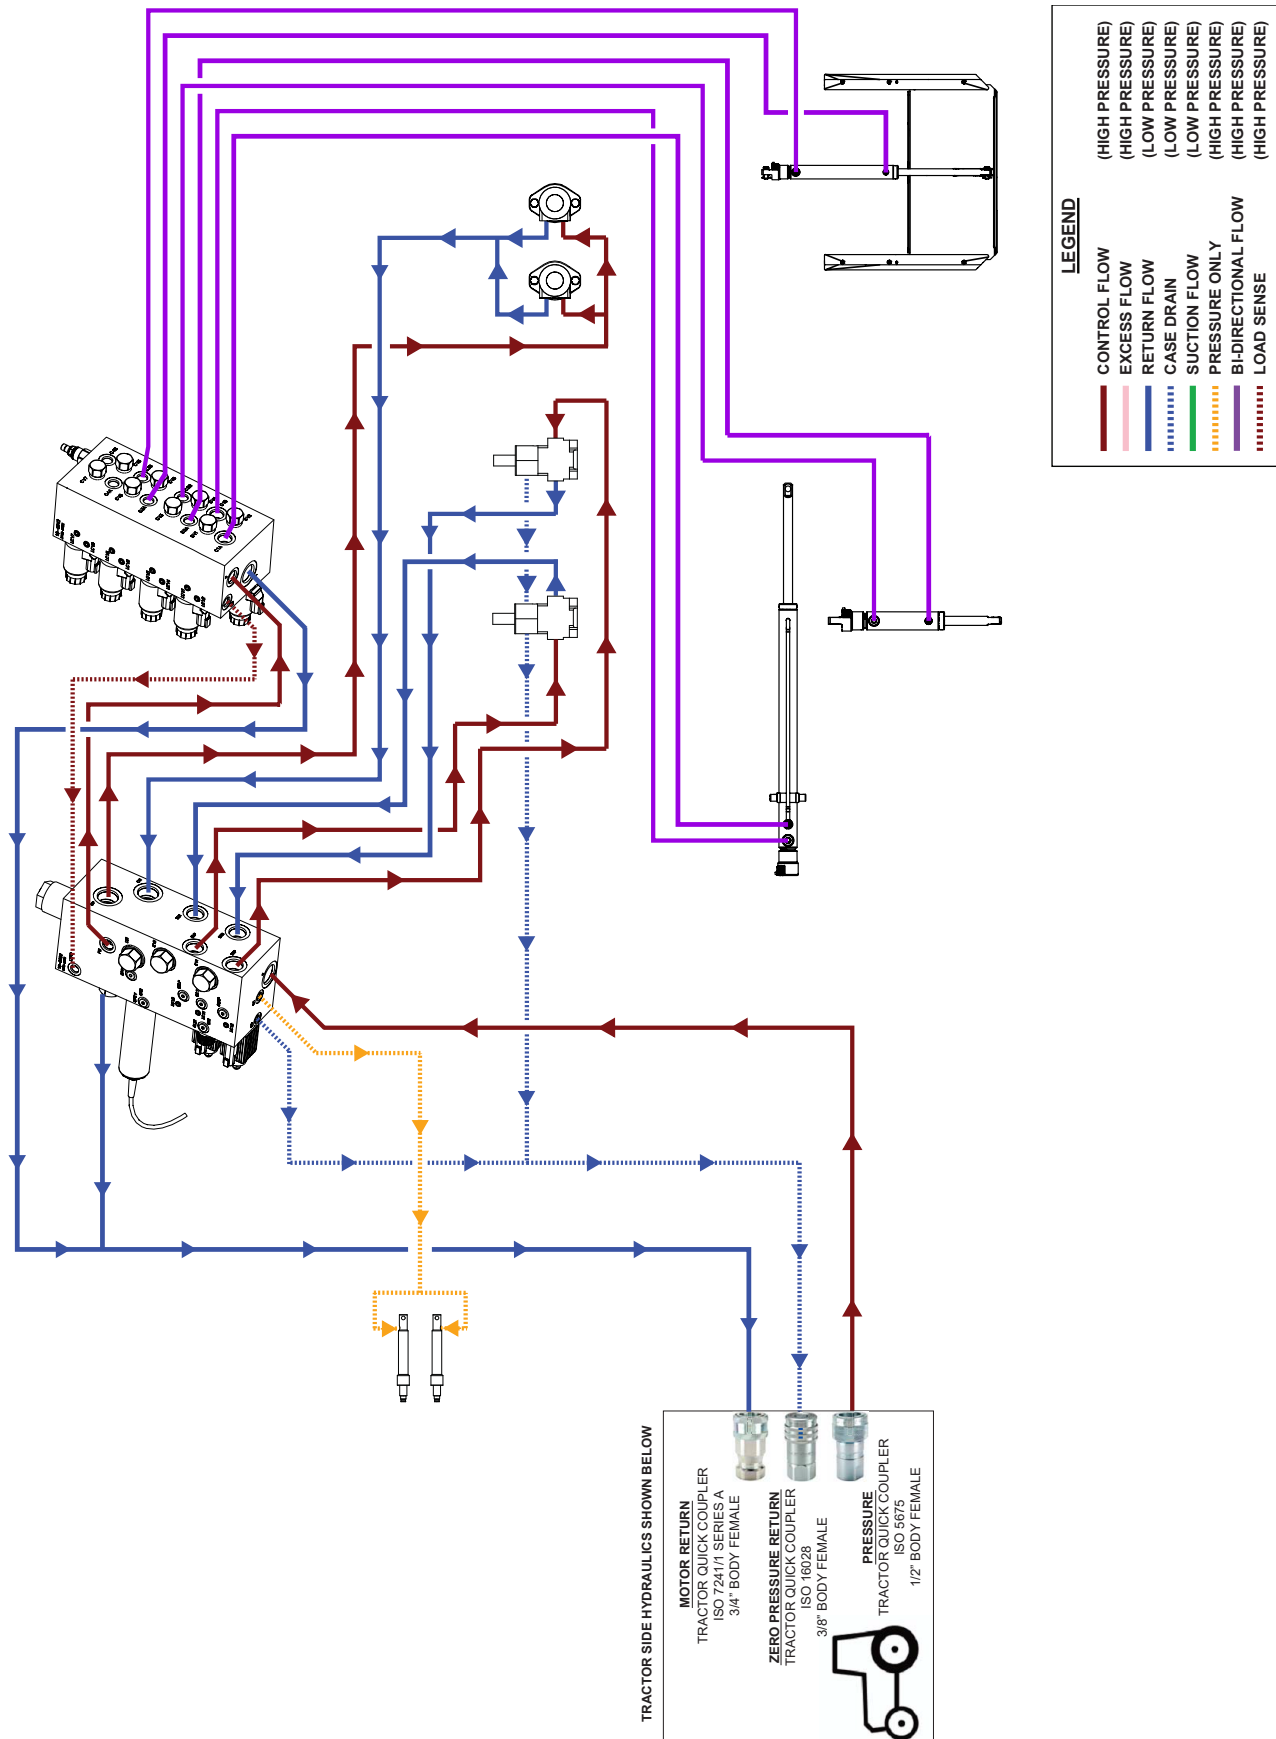 LEGEND
CONTROL FLOW (HIGH PRESSURE)
EXCESS FLOW (HIGH PRESSURE)
RETURN FLOW (LOW PRESSURE)
CASE DRAIN (LOW PRESSURE)
SUCTION FLOW (LOW PRESSURE)
PRESSURE ONLY (HIGH PRESSURE)
BI-DIRECTIONAL FLOW (HIGH PRESSURE)
LOAD SENSE (HIGH PRESSURE)
TRACTOR SIDE HYDRAULICS SHOWN BELOW
MOTOR RETURN
TRACTOR QUICK COUPLER
ISO 7241/1 SERIES A
3/4" BODY FEMALE
ZERO PRESSURE RETURN
TRACTOR QUICK COUPLER
ISO 16028
3/8" BODY FEMALE
PRESSURE
TRACTOR QUICK COUPLER
ISO 5675
1/2" BODY FEMALE